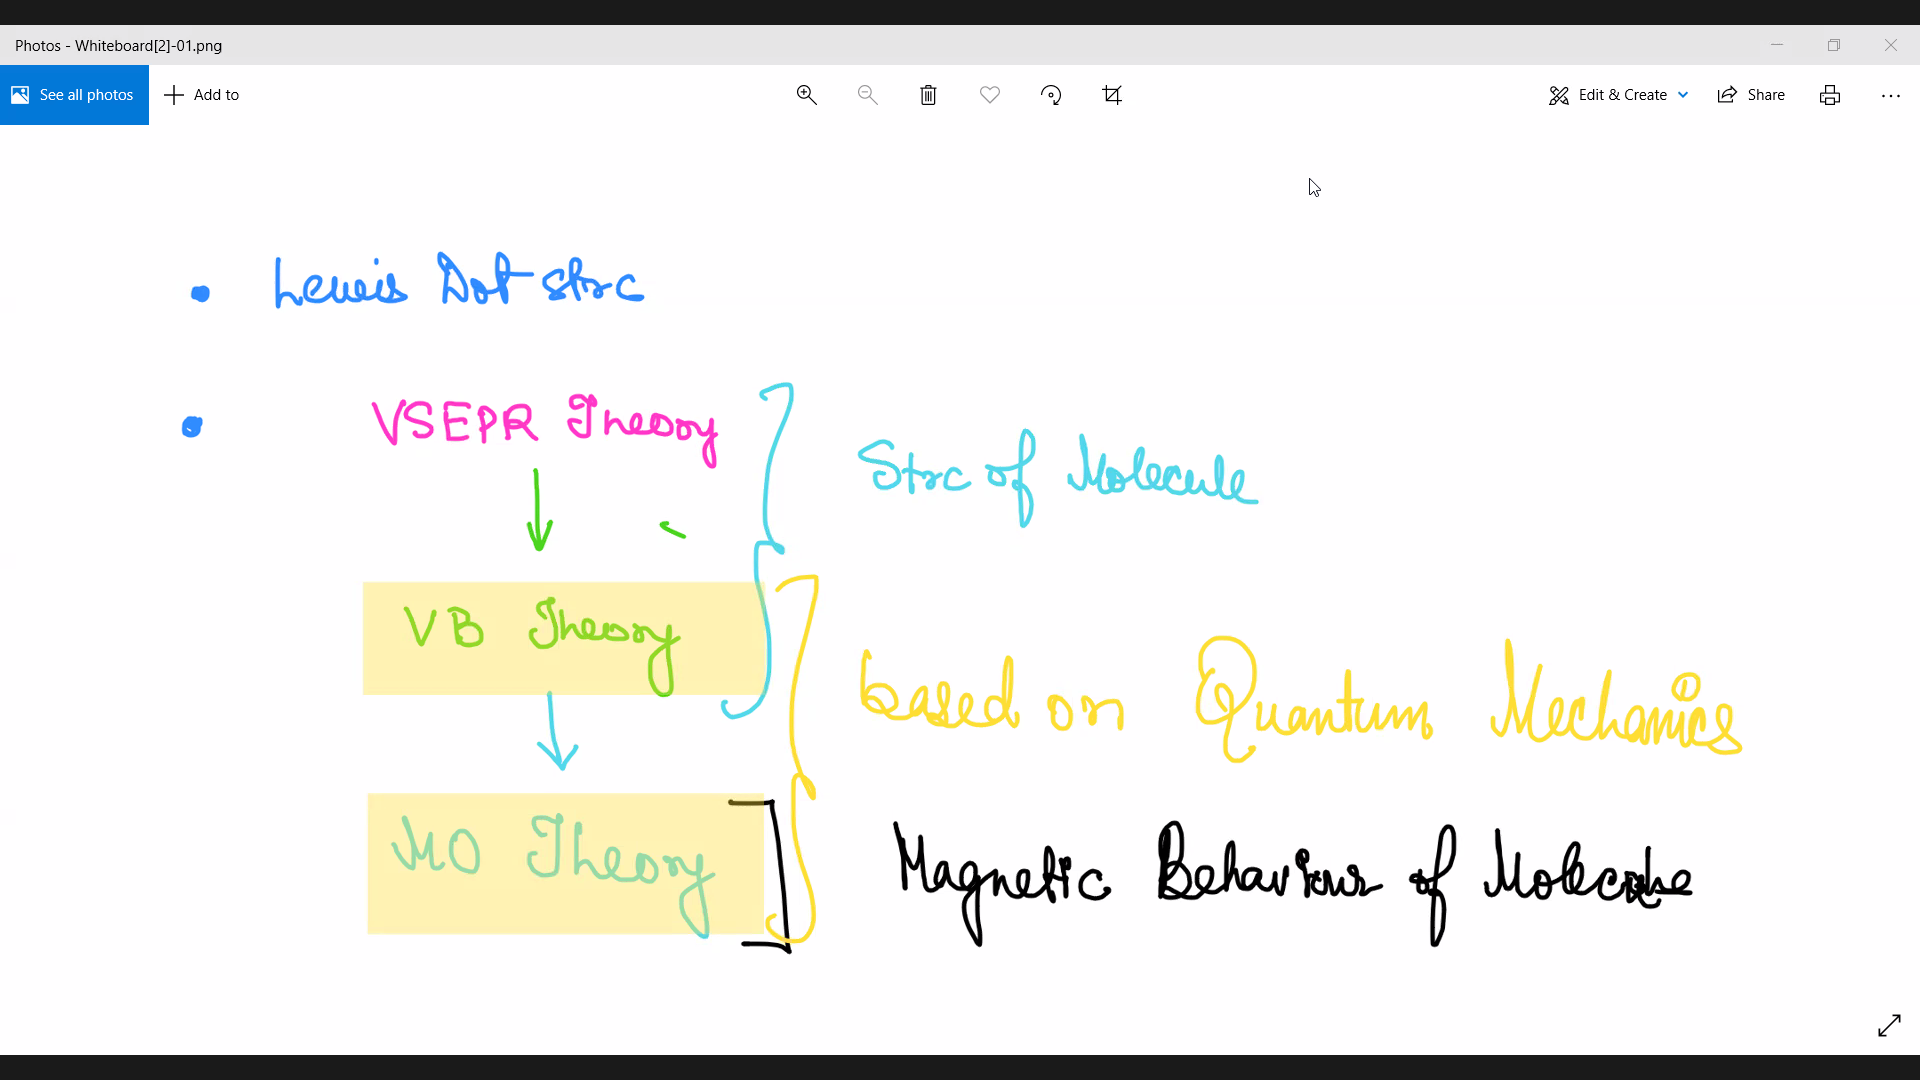 Photos - Whiteboard[2]-01.png
See all photos
Add to
Edit & Create
Share
Lewis Dot strc
VSEPR Theory
Strc of Molecule
VB Theory
based on Quantum Mechanics
MO Theory
Magnetic Behaviour of Molecule